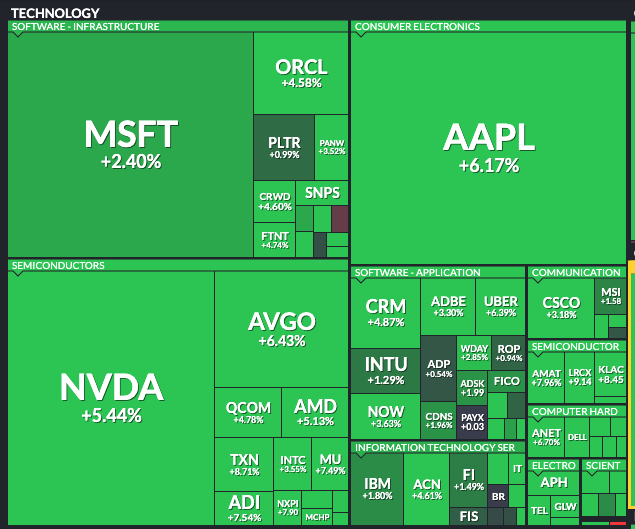 TECHNOLOGY
SOFTWARE - INFRASTRUCTURE
MSFT
+2.40%
ORCL
+4.58%
PLTR
+0.99%
PANW
+3.52%
CRWD
+4.60%
SNPS
FTNT
+4.74%
CONSUMER ELECTRONICS
AAPL
+6.17%
SEMICONDUCTORS
NVDA
+5.44%
AVGO
+6.43%
QCOM
+4.78%
AMD
+5.13%
TXN
+8.71%
INTC
+3.55%
MU
+7.49%
ADI
+7.54%
NXPI
+7.90
MCHP
SOFTWARE - APPLICATION
CRM
+4.87%
ADBE
+3.30%
UBER
+6.39%
INTU
+1.29%
ADP
+0.54%
WDAY
+2.85%
ROP
+0.94%
ADSK
+1.99
FICO
NOW
+3.63%
CDNS
+1.96%
PAYX
+0.03
COMMUNICATION
CSCO
+3.18%
MSI
+1.58
SEMICONDUCTOR
AMAT
+7.96%
LRCX
+9.14
KLAC
+8.45
COMPUTER HARD
ANET
+6.70%
DELL
INFORMATION TECHNOLOGY SER
IBM
+1.80%
ACN
+4.61%
FI
+1.49%
IT
BR
FIS
ELECTRO
APH
TEL
GLW
SCIENT